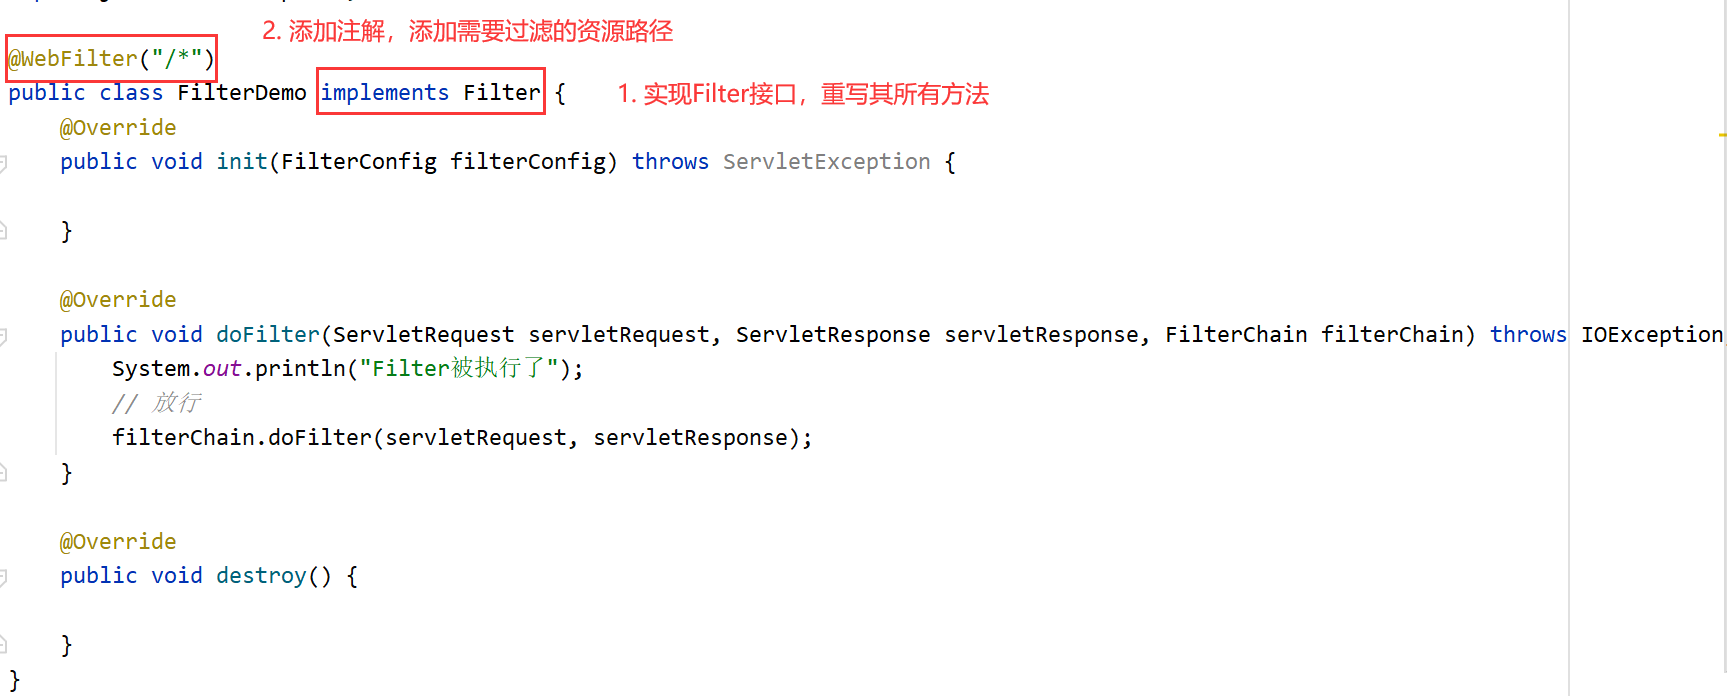 2. 添加注解，添加需要过滤的资源路径
@WebFilter("/*")
public class FilterDemo implements Filter {
1. 实现Filter接口，重写其所有方法
@Override
public void init(FilterConfig filterConfig) throws ServletException {
}
@Override
public void doFilter(ServletRequest servletRequest, ServletResponse servletResponse, FilterChain filterChain) throws IOException
System.out.println("Filter被执行了");
// 放行
filterChain.doFilter(servletRequest, servletResponse);
}
@Override
public void destroy() {
}
}